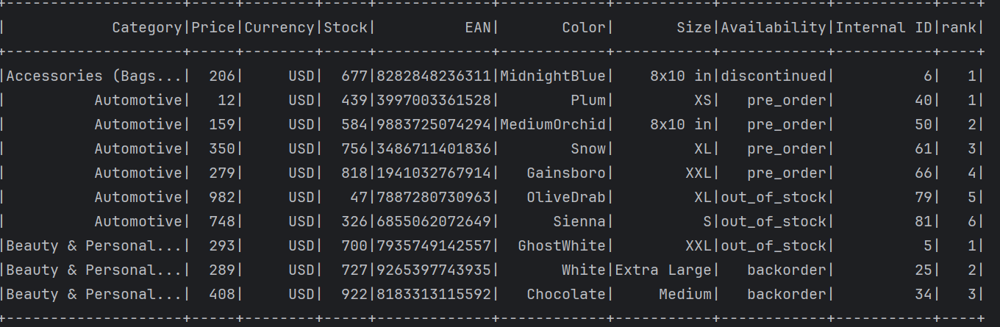 +--------------------+-----+--------+-----+-------------+------------+-----------+------------+-----------+----+
|            Category|Price|Currency|Stock|          EAN|       Color|       Size|Availability|Internal ID|rank|
+--------------------+-----+--------+-----+-------------+------------+-----------+------------+-----------+----+
|Accessories (Bags...|  206|     USD|  677|8282848236311|MidnightBlue|    8x10 in|discontinued|          6|   1|
|          Automotive|   12|     USD|  439|3997003361528|        Plum|         XS|   pre_order|         40|   1|
|          Automotive|  159|     USD|  584|9883725074294|MediumOrchid|    8x10 in|   pre_order|         50|   2|
|          Automotive|  350|     USD|  756|3486711401836|        Snow|         XL|   pre_order|         61|   3|
|          Automotive|  279|     USD|  818|1941032767914|   Gainsboro|        XXL|   pre_order|         66|   4|
|          Automotive|  982|     USD|   47|7887280730963|   OliveDrab|         XL|out_of_stock|         79|   5|
|          Automotive|  748|     USD|  326|6855062072649|      Sienna|          S|out_of_stock|         81|   6|
|Beauty & Personal...|  293|     USD|  700|7935749142557|  GhostWhite|        XXL|out_of_stock|          5|   1|
|Beauty & Personal...|  289|     USD|  727|9265397743935|       White|Extra Large|   backorder|         25|   2|
|Beauty & Personal...|  408|     USD|  922|8183313115592|   Chocolate|     Medium|   backorder|         34|   3|
+--------------------+-----+--------+-----+-------------+------------+-----------+------------+-----------+----+